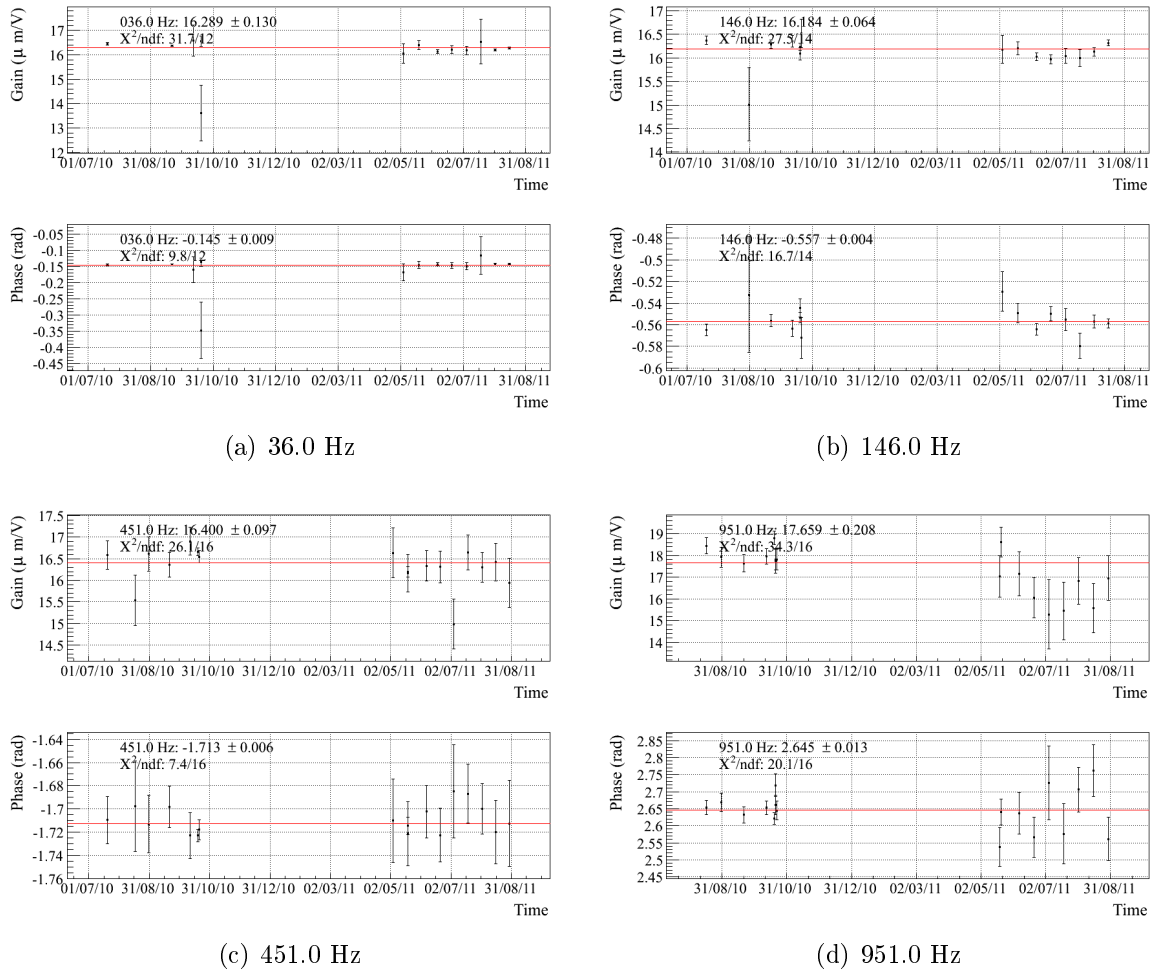 036.0 Hz: 16.289 ± 0.130
X²/ndf: 31.7/12
Gain (μ m/V)
17
16
15
14
13
12
01/07/10 31/08/10 31/10/10 31/12/10 02/03/11 02/05/11 02/07/11 31/08/11
Time
036.0 Hz: -0.145 ± 0.009
X²/ndf: 9.8/12
Phase (rad)
-0.05
-0.1
-0.15
-0.2
-0.25
-0.3
-0.35
-0.4
-0.45
01/07/10 31/08/10 31/10/10 31/12/10 02/03/11 02/05/11 02/07/11 31/08/11
Time
(a) 36.0 Hz
146.0 Hz: 16.184 ± 0.064
X²/ndf: 27.5/14
Gain (μ m/V)
17
16.5
16
15.5
15
14.5
14
01/07/10 31/08/10 31/10/10 31/12/10 02/03/11 02/05/11 02/07/11 31/08/11
Time
146.0 Hz: -0.557 ± 0.004
X²/ndf: 16.7/14
Phase (rad)
-0.48
-0.5
-0.52
-0.54
-0.56
-0.58
-0.6
01/07/10 31/08/10 31/10/10 31/12/10 02/03/11 02/05/11 02/07/11 31/08/11
Time
(b) 146.0 Hz
451.0 Hz: 16.400 ± 0.097
X²/ndf: 26.1/16
Gain (μ m/V)
17.5
17
16.5
16
15.5
15
14.5
01/07/10 31/08/10 31/10/10 31/12/10 02/03/11 02/05/11 02/07/11 31/08/11
Time
451.0 Hz: -1.713 ± 0.006
X²/ndf: 7.4/16
Phase (rad)
-1.64
-1.66
-1.68
-1.7
-1.72
-1.74
-1.76
01/07/10 31/08/10 31/10/10 31/12/10 02/03/11 02/05/11 02/07/11 31/08/11
Time
(c) 451.0 Hz
951.0 Hz: 17.659 ± 0.208
X²/ndf: 34.3/16
Gain (μ m/V)
19
18
17
16
15
14
31/08/10 31/10/10 31/12/10 02/03/11 02/05/11 02/07/11 31/08/11
Time
951.0 Hz: 2.645 ± 0.013
X²/ndf: 20.1/16
Phase (rad)
2.85
2.8
2.75
2.7
2.65
2.6
2.55
2.5
2.45
31/08/10 31/10/10 31/12/10 02/03/11 02/05/11 02/07/11 31/08/11
Time
(d) 951.0 Hz